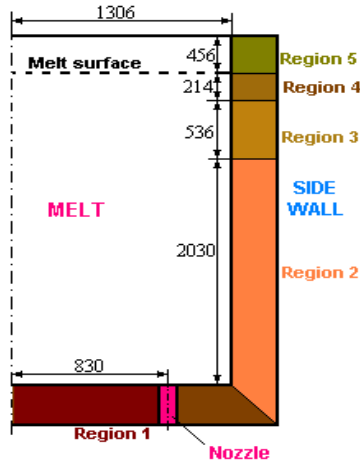 1306
456
Region 5
Melt surface
214
Region 4
536
Region 3
SIDE
WALL
MELT
2030
Region 2
830
Region 1
Nozzle